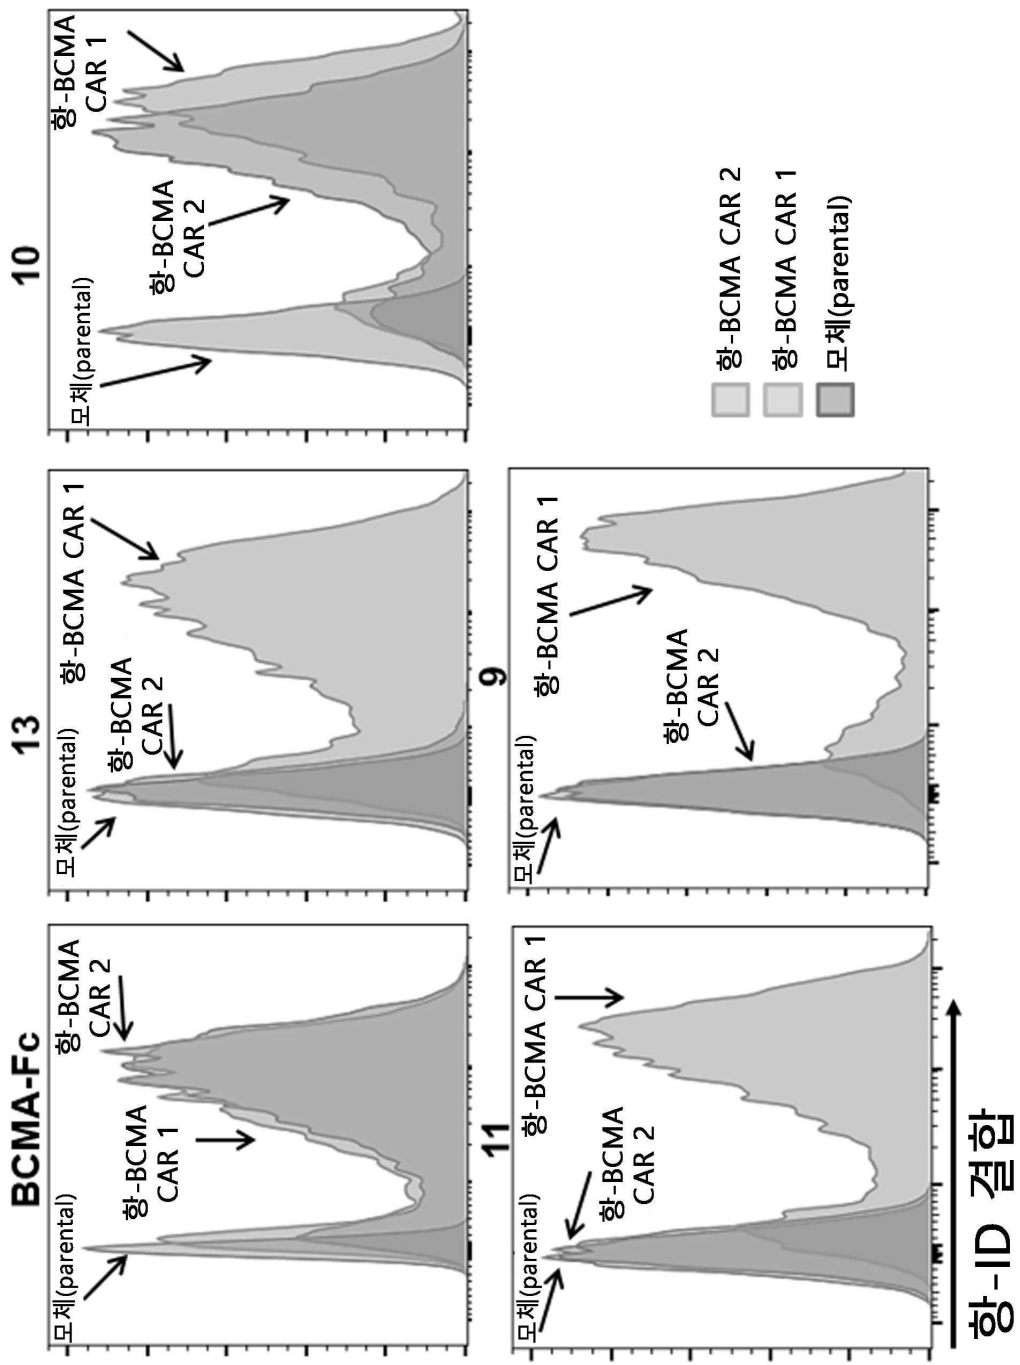 BCMA-Fc
모체(parental)
항-BCMA
CAR 1
항-BCMA
CAR 2
13
모체(parental)
항-BCMA
CAR 2
항-BCMA CAR 1
10
모체(parental)
항-BCMA
CAR 2
항-BCMA
CAR 1
11
모체(parental)
항-BCMA
CAR 2
항-BCMA CAR 1
9
모체(parental)
항-BCMA
CAR 2
항-BCMA CAR 1
항-BCMA CAR 2
항-BCMA CAR 1
모체(parental)
항-ID 결합